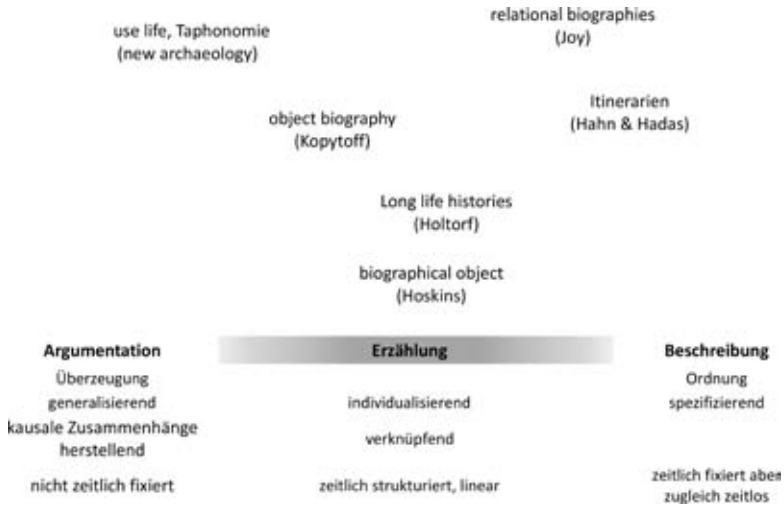 use life, Taphonomie
(new archaeology)
relational biographies
(Joy)
object biography
(Kopytoff)
Itinerarien
(Hahn & Hadas)
Long life histories
(Holtorf)
biographical object
(Hoskins)
Argumentation
Erzählung
Beschreibung
Überzeugung
Ordnung
generalisierend
individualisierend
spezifizierend
kausale Zusammenhänge
herstellend
verknüpfend
nicht zeitlich fixiert
zeitlich strukturiert, linear
zeitlich fixiert aber
zugleich zeitlos